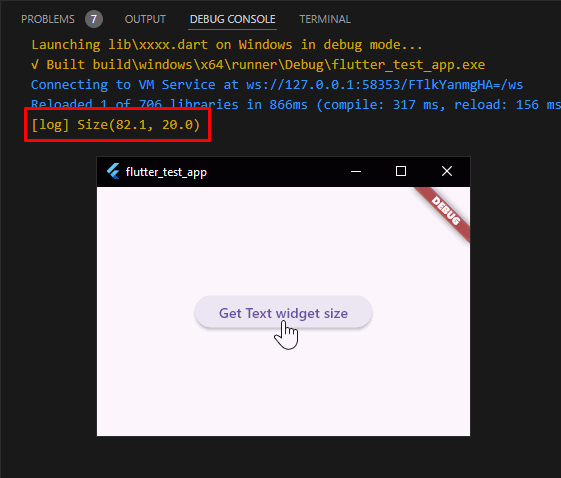 PROBLEMS 7 OUTPUT DEBUG CONSOLE TERMINAL
Launching lib\xxxx.dart on Windows in debug mode...
√ Built build\windows\x64\runner\Debug\flutter_test_app.exe
Connecting to VM Service at ws://127.0.0.1:58353/FTlkYanmgHA=/ws
Reloaded 1 of 706 libraries in 866ms (compile: 317 ms, reload: 156 ms
[log] Size(82.1, 20.0)
flutter_test_app
DEBUG
Get Text widget size